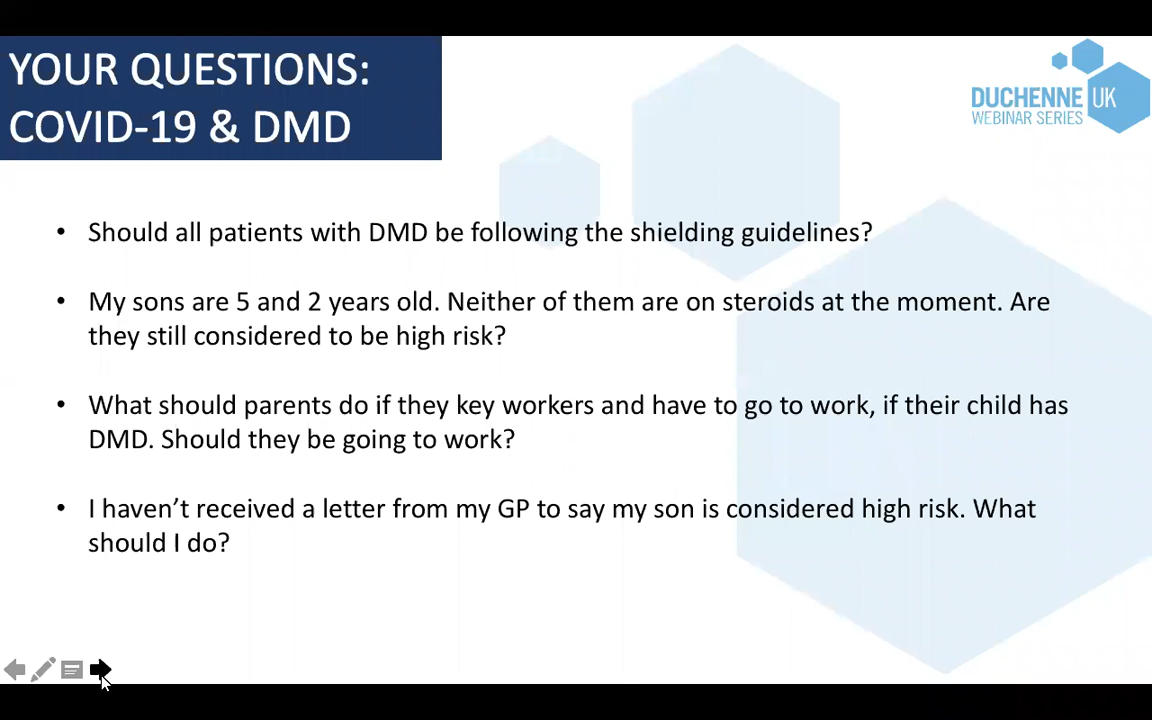 YOUR QUESTIONS:
COVID-19 & DMD
DUCHENNE UK
WEBINAR SERIES
• Should all patients with DMD be following the shielding guidelines?
• My sons are 5 and 2 years old. Neither of them are on steroids at the moment. Are
they still considered to be high risk?
• What should parents do if they key workers and have to go to work, if their child has
DMD. Should they be going to work?
• I haven’t received a letter from my GP to say my son is considered high risk. What
should I do?